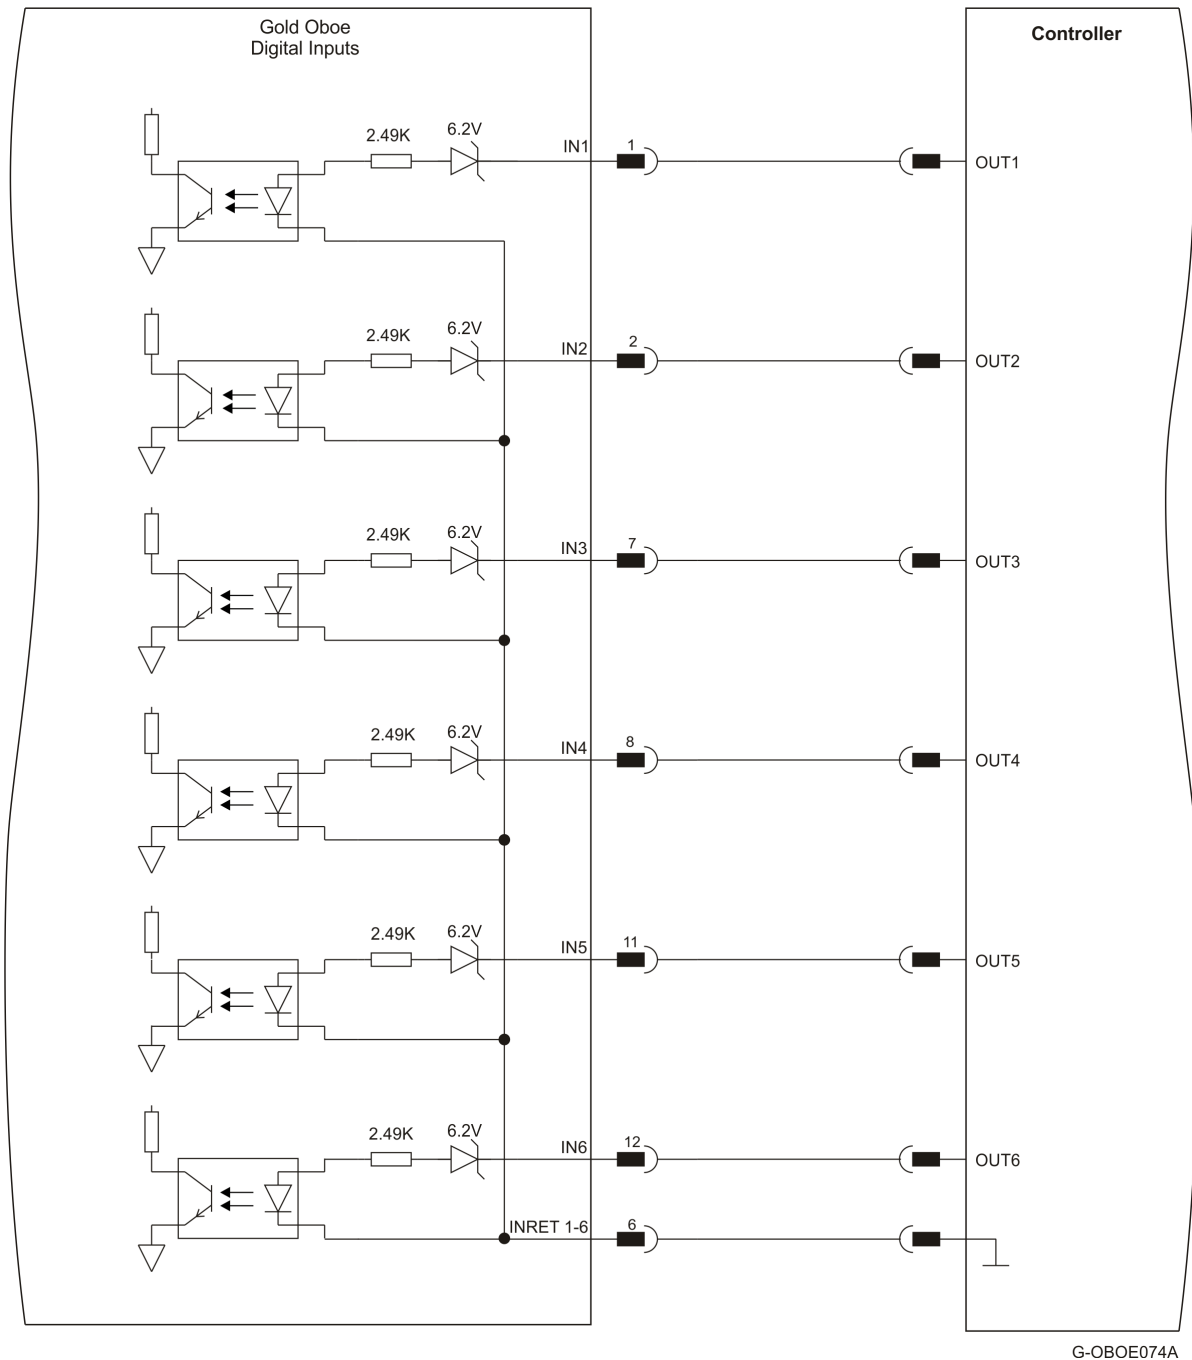 Gold Oboe
Digital Inputs
Controller
2.49K
6.2V
IN1
1
OUT1
2.49K
6.2V
IN2
2
OUT2
2.49K
6.2V
IN3
7
OUT3
2.49K
6.2V
IN4
8
OUT4
2.49K
6.2V
IN5
11
OUT5
2.49K
6.2V
IN6
12
OUT6
INRET 1-6
6
G-OBOE074A